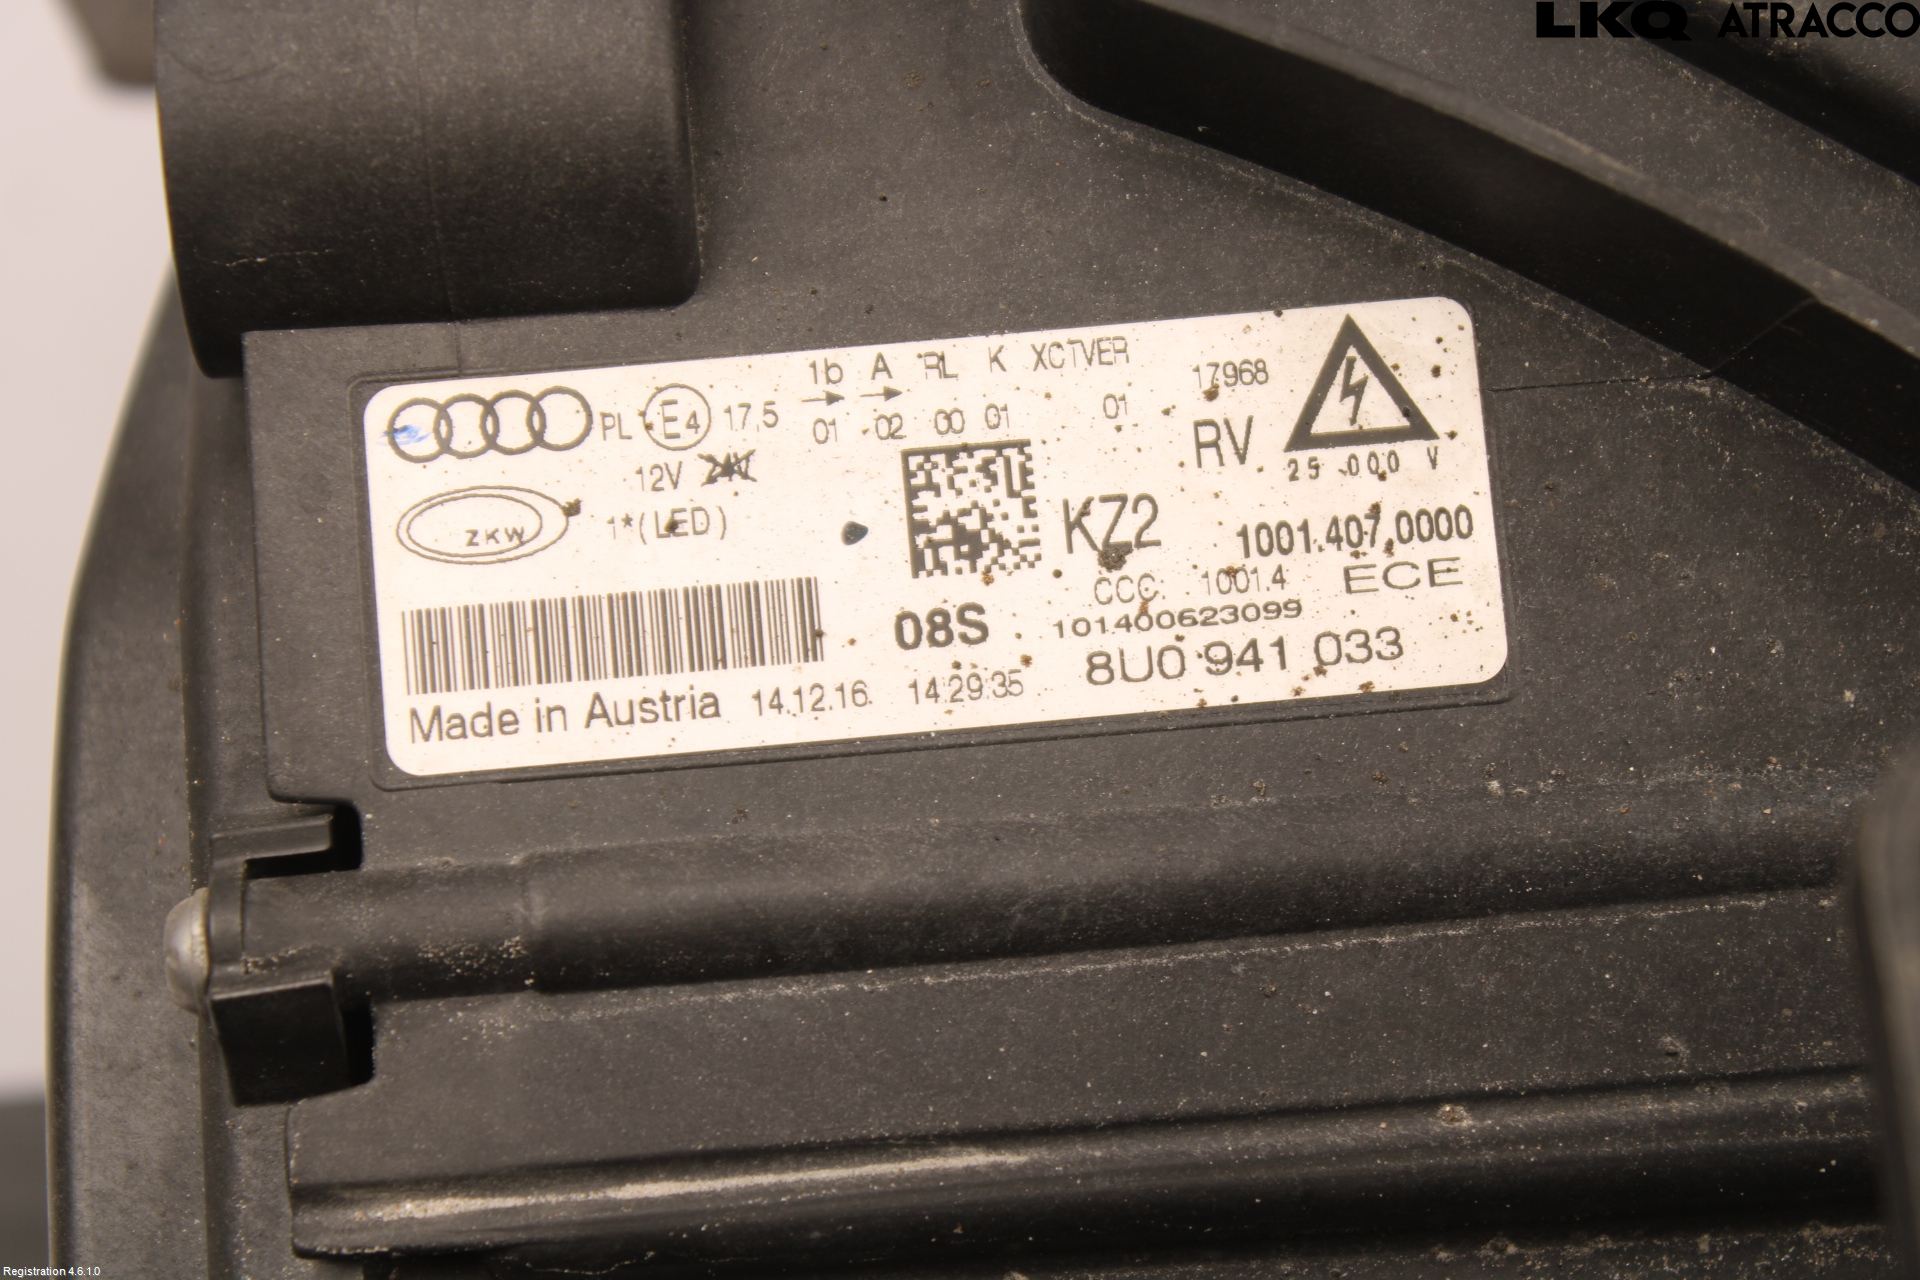 LKQ ATRACCO
1b A RL K XCTVER 17968
PL E4 17,5 01 02 00 01 01 RV
12V 24V
25 000 V
ZKW 1*(LED) KZ2 1001.407.0000
CCC: 1001.4 ECE
08S 101400623099
8U0 941 033
Made in Austria 14.12.16 14:29:35
Registration 4.6.1.0